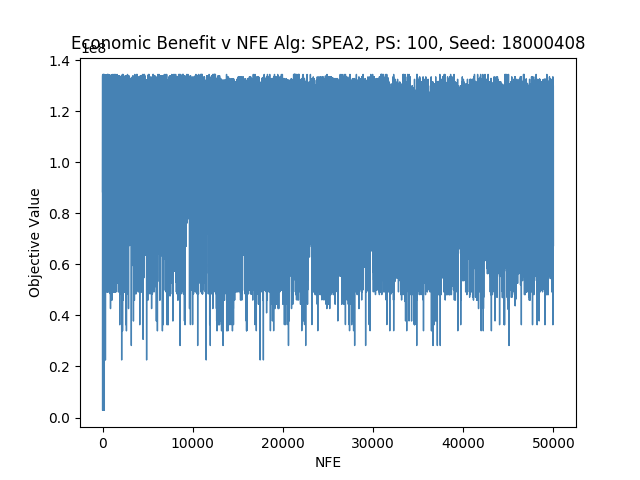 Economic Benefit v NFE Alg: SPEA2, PS: 100, Seed: 18000408
1e8
1.4
1.2
1.0
0.8
0.6
0.4
0.2
0.0
Objective Value
0 10000 20000 30000 40000 50000
NFE